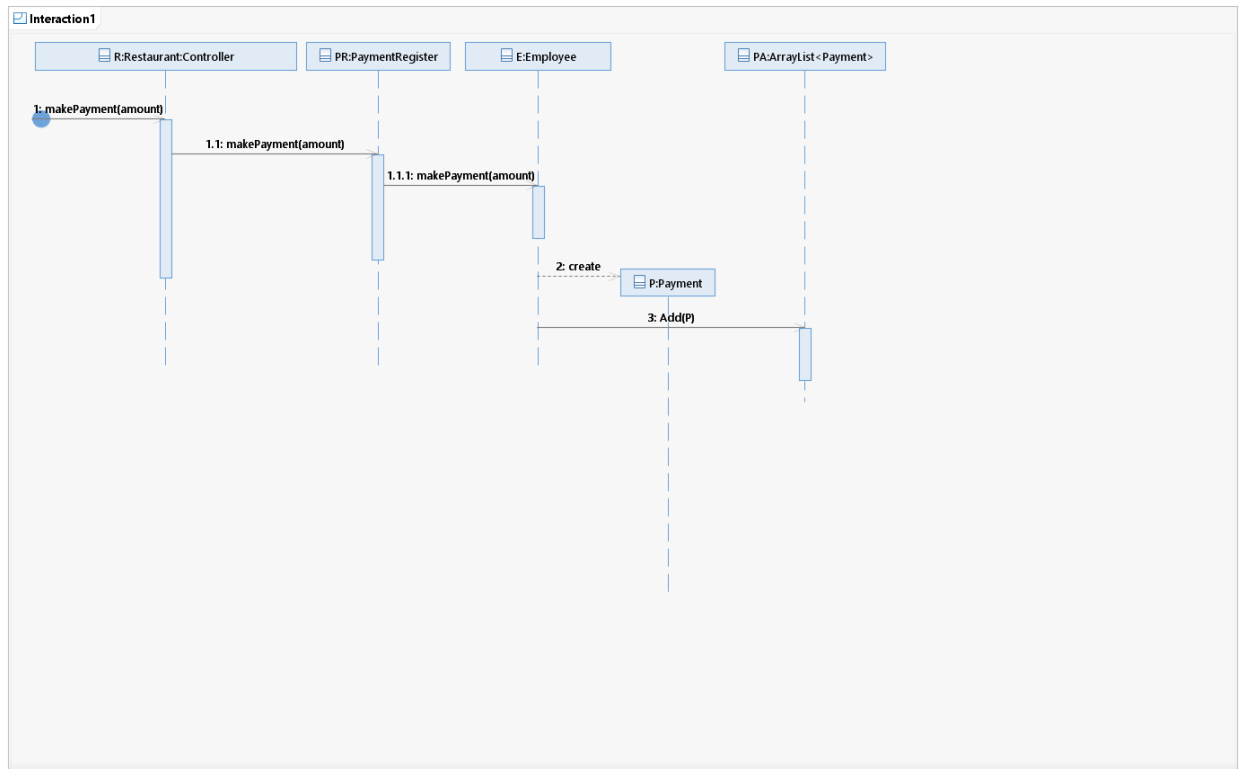 Interaction1
R:Restaurant:Controller
PR:PaymentRegister
E:Employee
PA:ArrayList<Payment>
1: makePayment(amount)
1.1: makePayment(amount)
1.1.1: makePayment(amount)
2: create
P:Payment
3: Add(P)